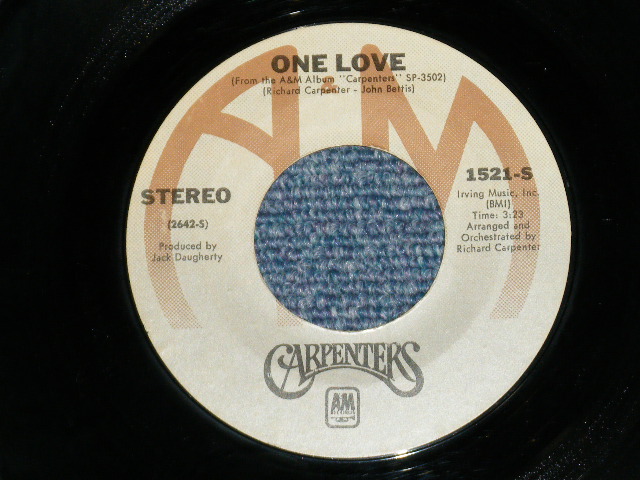 ONE LOVE
(From the A&M Album "Carpenters" SP-3502)
(Richard Carpenter - John Bettis)
STEREO
(2642-S)
Produced by
Jack Daugherty
1521-S
Irving Music, Inc.
(BMI)
Time: 3:23
Arranged and
Orchestrated by
Richard Carpenter
CARPENTERS
A&M